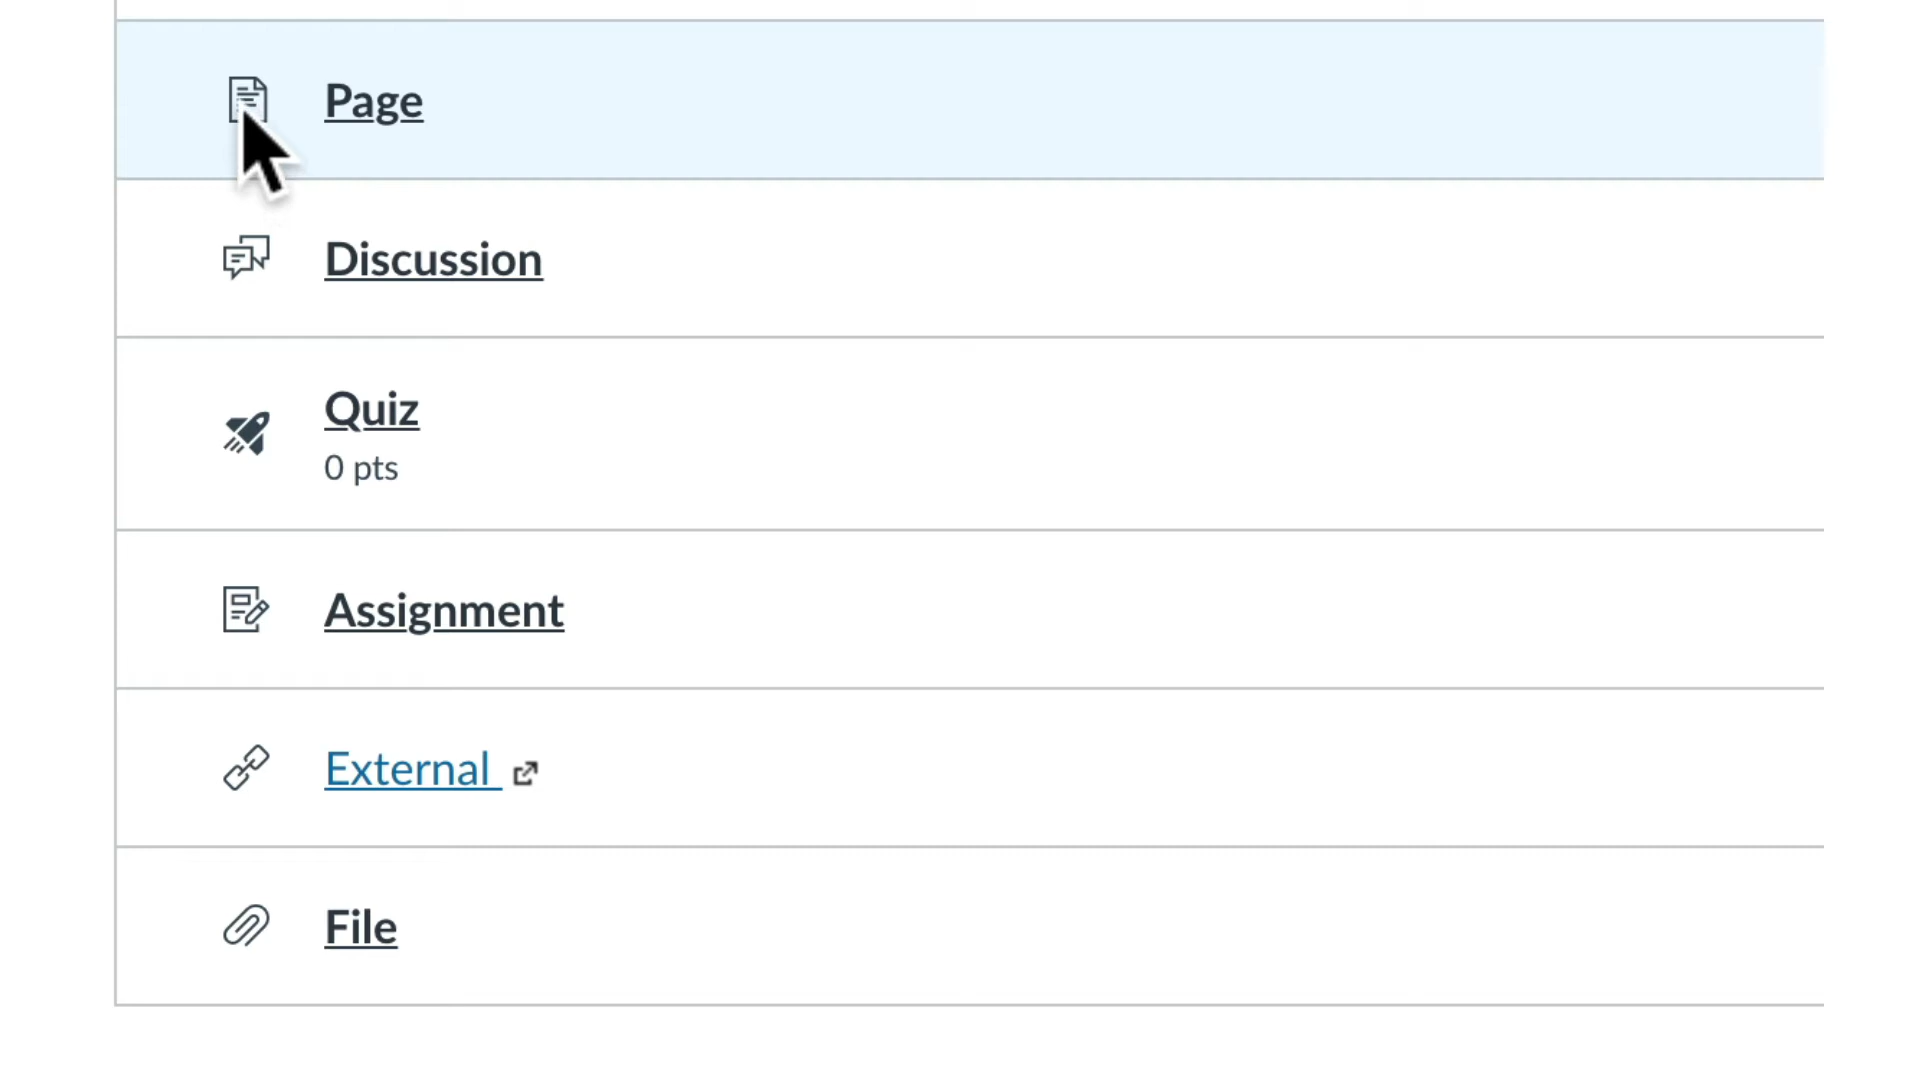 Page
Discussion
Quiz
0 pts
Assignment
External
File